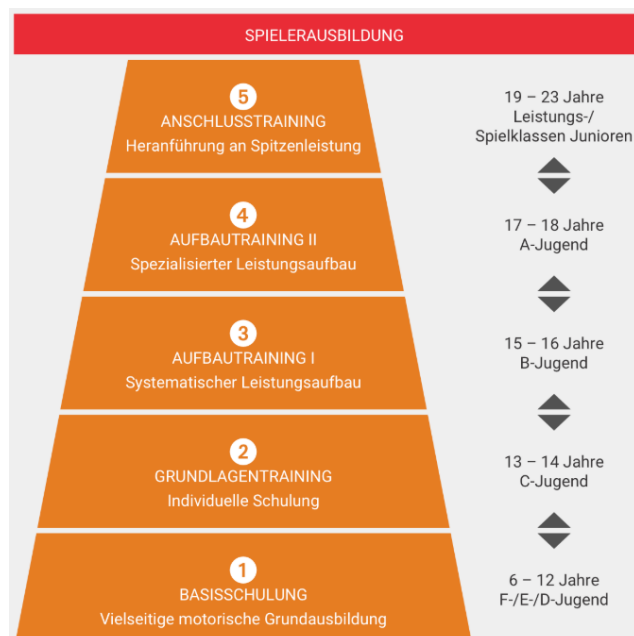 SPIELERAUSBILDUNG
5
ANSCHLUSSTRAINING
Heranführung an Spitzenleistung
19 – 23 Jahre
Leistungs-/
Spielklassen Junioren
4
AUFBAUTRAINING II
Spezialisierter Leistungsaufbau
17 – 18 Jahre
A-Jugend
3
AUFBAUTRAINING I
Systematischer Leistungsaufbau
15 – 16 Jahre
B-Jugend
2
GRUNDLAGENTRAINING
Individuelle Schulung
13 – 14 Jahre
C-Jugend
1
BASISSCHULUNG
Vielseitige motorische Grundausbildung
6 – 12 Jahre
F-/E-/D-Jugend